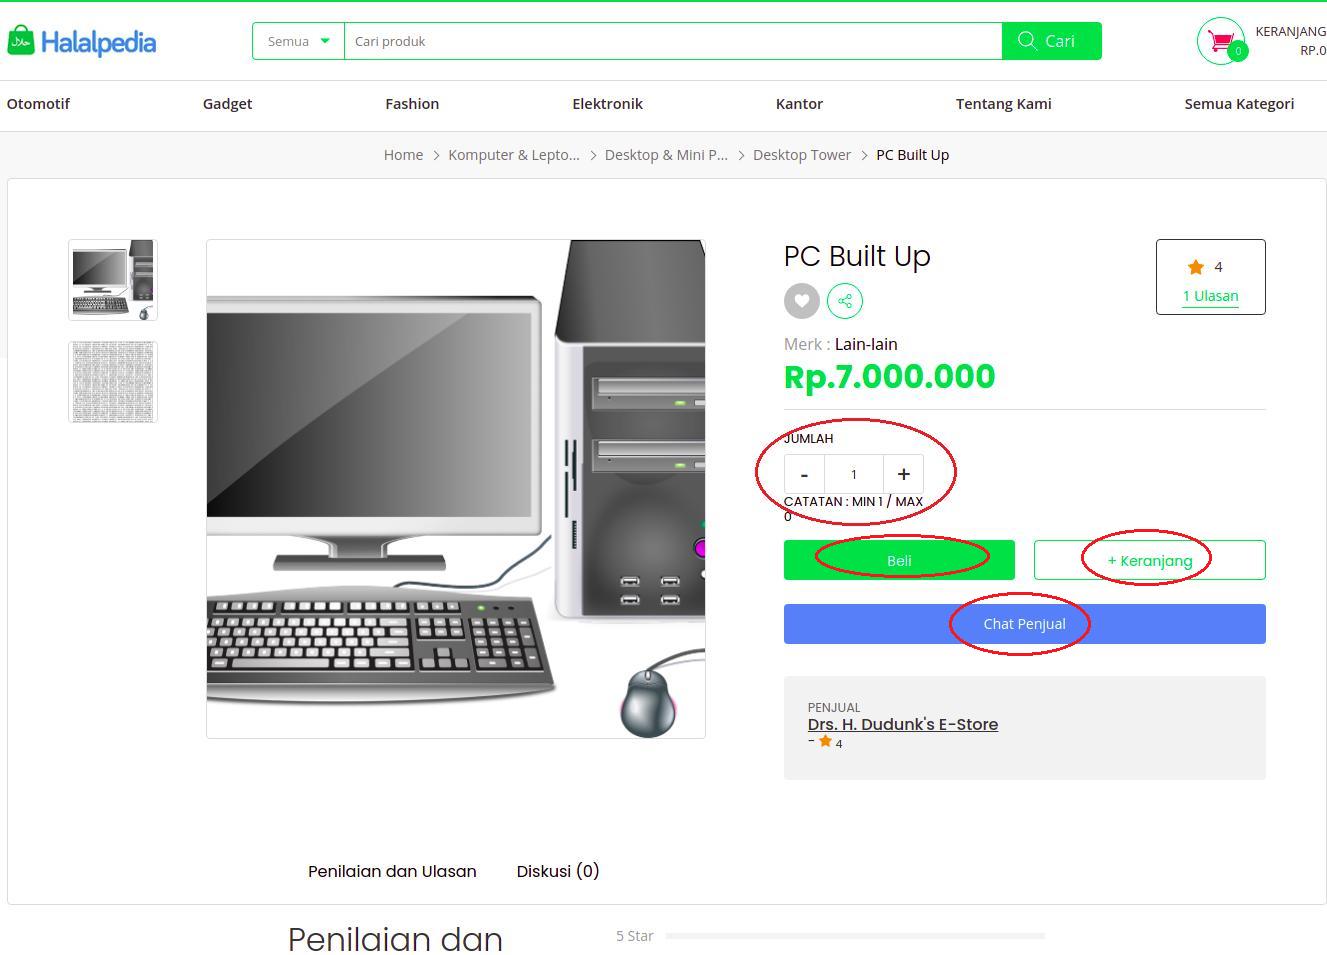 Halalpedia
Semua
Cari produk
Cari
0
KERANJANG
RP.0
Otomotif
Gadget
Fashion
Elektronik
Kantor
Tentang Kami
Semua Kategori
Home > Komputer & Lepto... > Desktop & Mini P... > Desktop Tower > PC Built Up
PC Built Up
4
1 Ulasan
Merk : Lain-lain
Rp.7.000.000
JUMLAH
- 1 +
CATATAN : MIN 1 / MAX
0
Beli
+ Keranjang
Chat Penjual
PENJUAL
Drs. H. Dudunk's E-Store
- 4
Penilaian dan Ulasan
Diskusi (0)
Penilaian dan
5 Star